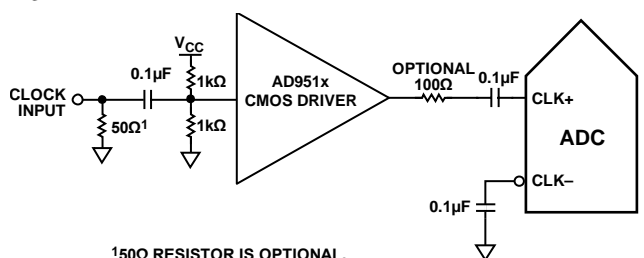 VCC
0.1µF
1kΩ
CLOCK
INPUT
50Ω1
1kΩ
AD951x
CMOS DRIVER
OPTIONAL
100Ω
0.1µF
CLK+
ADC
CLK–
0.1µF
150Ω RESISTOR IS OPTIONAL.